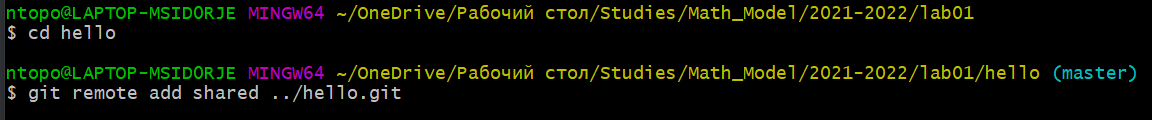 ntopo@LAPTOP-MSIDORJE MINGW64 ~/OneDrive/Рабочий стол/Studies/Math_Model/2021-2022/lab01
$ cd hello
ntopo@LAPTOP-MSIDORJE MINGW64 ~/OneDrive/Рабочий стол/Studies/Math_Model/2021-2022/lab01/hello (master)
$ git remote add shared ../hello.git